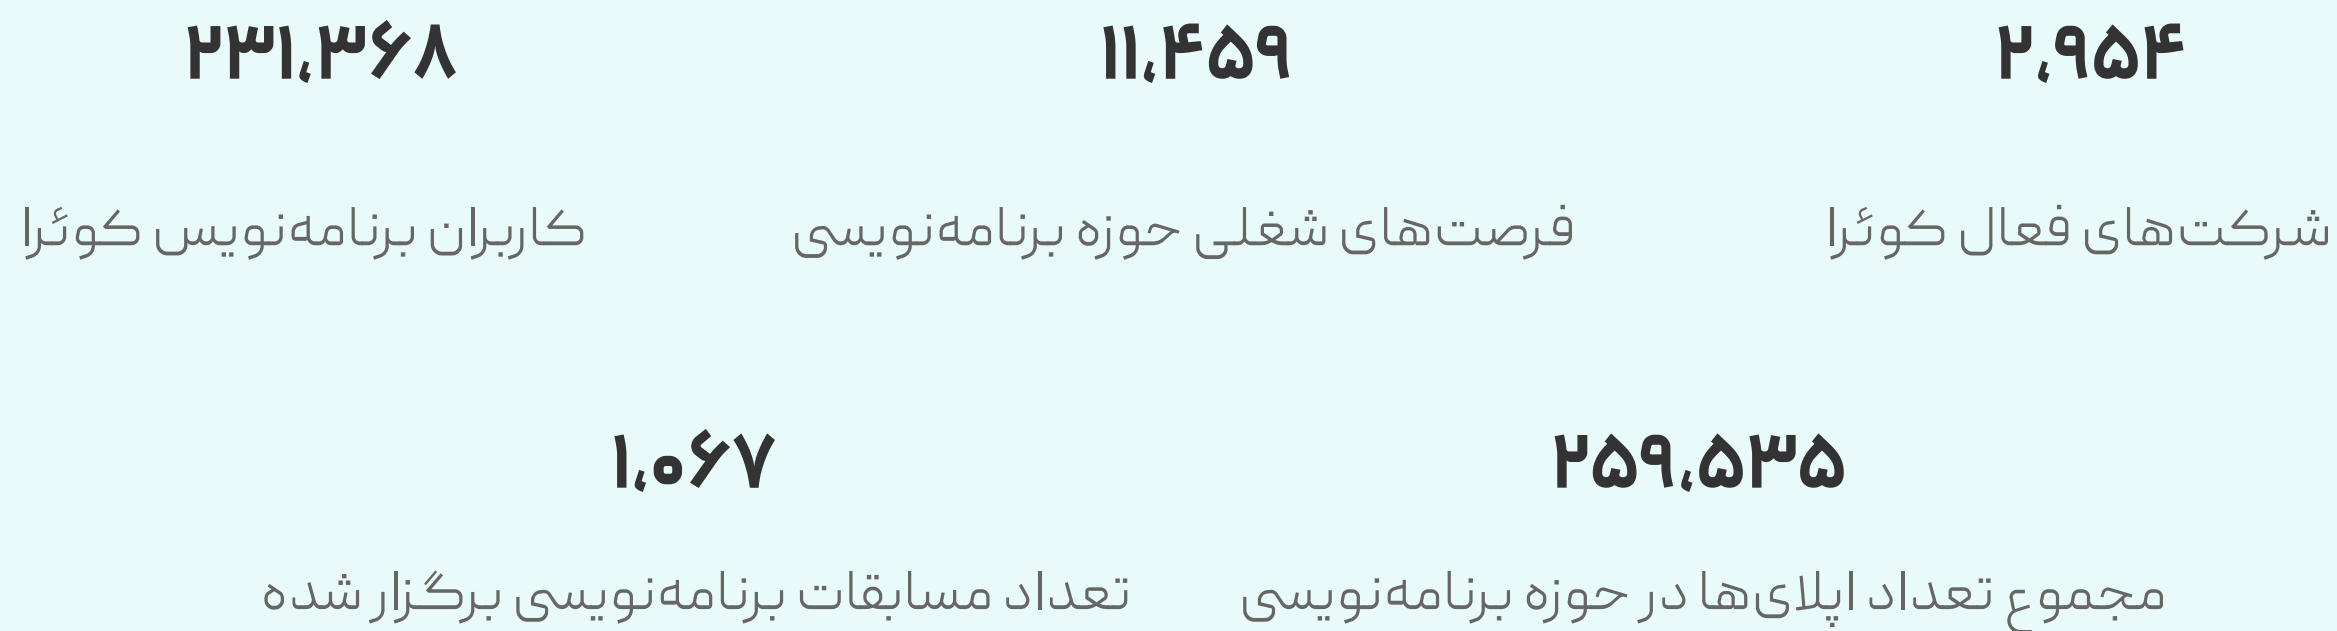 ۲,۹۵۴
شرکت‌های فعال کوئرا
۱۱,۴۵۹
فرصت‌های شغلی حوزه برنامه‌نویسی
۲۳۱,۳۶۸
کاربران برنامه‌نویس کوئرا
۲۵۹,۵۳۵
مجموع تعداد اپلای‌ها در حوزه برنامه‌نویسی
۱,۰۶۷
تعداد مسابقات برنامه‌نویسی برگزار شده